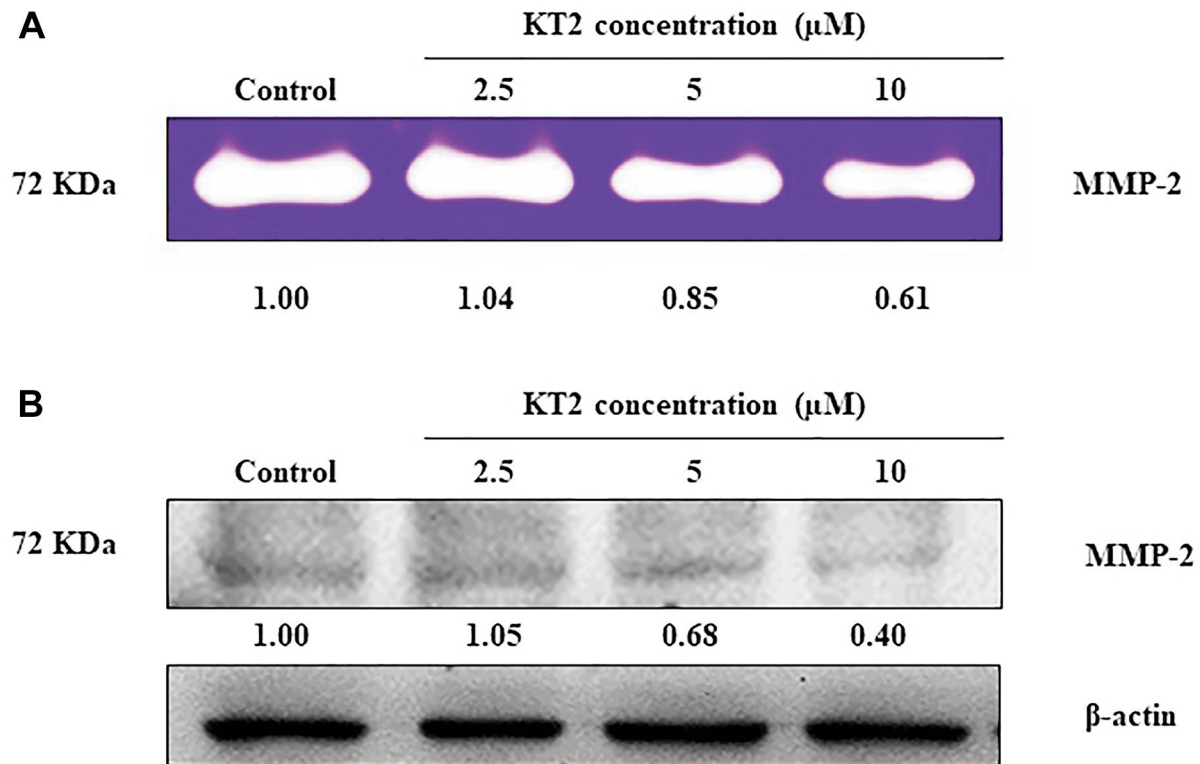 A
KT2 concentration (μM)
Control 2.5 5 10
72 KDa MMP-2
1.00 1.04 0.85 0.61
B
KT2 concentration (μM)
Control 2.5 5 10
72 KDa MMP-2
1.00 1.05 0.68 0.40
β-actin